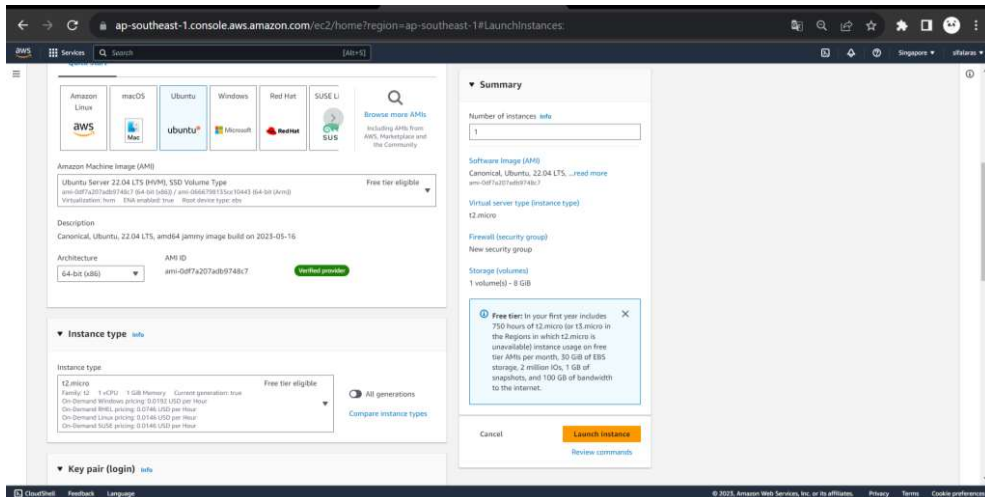 ap-southeast-1.console.aws.amazon.com/ec2/home?region=ap-southeast-1#LaunchInstances:
aws
Services
Search
[Alt+S]
Singapore
sifalaras
Quick Start
Amazon Linux
aws
macOS
Mac
Ubuntu
ubuntu
Windows
Microsoft
Red Hat
Red Hat
SUSE Li
SUS
Browse more AMIs
Including AMIs from
AWS, Marketplace and
the Community
Amazon Machine Image (AMI)
Ubuntu Server 22.04 LTS (HVM), SSD Volume Type
Free tier eligible
ami-0df7a207adb9748c7 (64-bit (x86)) / (64-bit (Arm))
Virtualization: hvm ENA enabled: true Root device type: ebs
Description
Canonical, Ubuntu, 22.04 LTS, amd64 jammy image build on 2023-05-16
Architecture
AMI ID
64-bit (x86)
ami-0df7a207adb9748c7
Verified provider
Instance type Info
Instance type
t2.micro
Free tier eligible
Family: t2 1 vCPU 1 GiB Memory Current generation: true
On-Demand Windows pricing: 0.0192 USD per Hour
On-Demand RHEL pricing: 0.0746 USD per Hour
On-Demand Linux pricing: 0.0146 USD per Hour
On-Demand SUSE pricing: 0.0146 USD per Hour
All generations
Compare instance types
Key pair (login) Info
Summary
Number of instances Info
1
Software Image (AMI)
Canonical, Ubuntu, 22.04 LTS, ...read more
ami-0df7a207adb9748c7
Virtual server type (instance type)
t2.micro
Firewall (security group)
New security group
Storage (volumes)
1 volume(s) - 8 GiB
Free tier: In your first year includes
750 hours of t2.micro (or t3.micro in
the Regions in which t2.micro is
unavailable) instance usage on free
tier AMIs per month, 30 GiB of EBS
storage, 2 million IOs, 1 GB of
snapshots, and 100 GB of bandwidth
to the internet.
Cancel
Launch instance
Review commands
CloudShell
Feedback
Language
© 2023, Amazon Web Services, Inc. or its affiliates.
Privacy
Terms
Cookie preferences